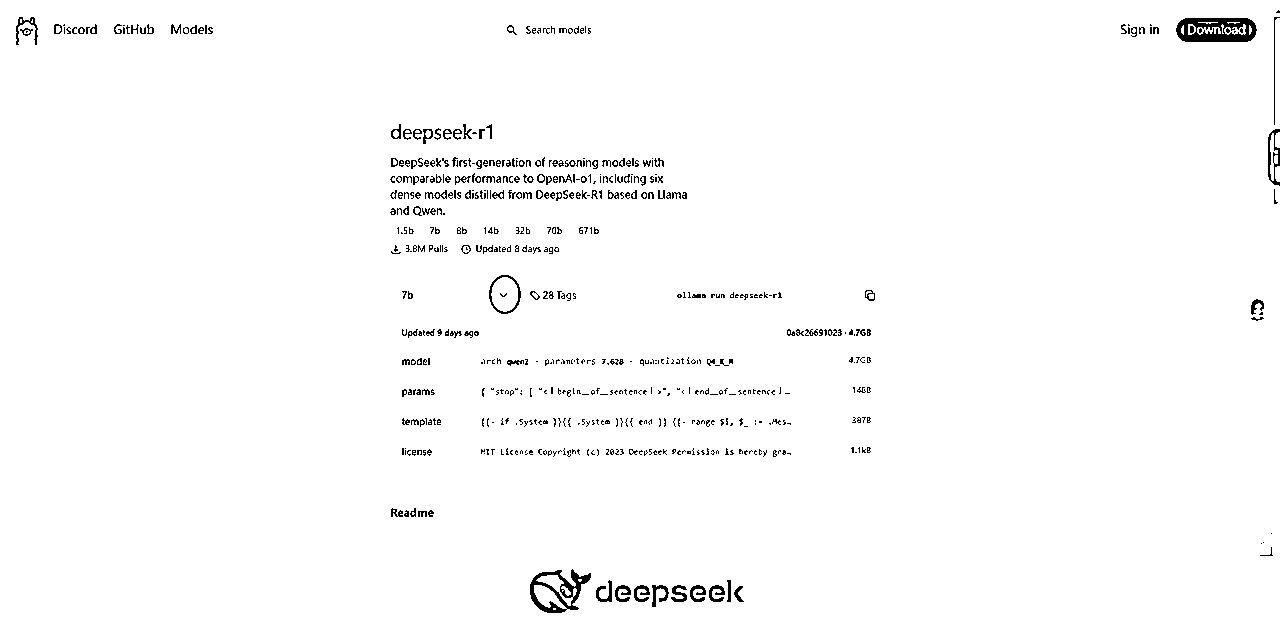 Discord GitHub Models Search models Sign in Download
deepseek-r1
DeepSeek's first-generation of reasoning models with
comparable performance to OpenAI-o1, including six
dense models distilled from DeepSeek-R1 based on Llama
and Qwen.
1.5b 7b 8b 14b 32b 70b 671b
3.8M Pulls Updated 8 days ago
7b 28 Tags ollama run deepseek-r1
Updated 9 days ago 0a8c26691023 · 4.7GB
model arch qwen2 · parameters 7.62B · quantization Q4_K_M 4.7GB
params { "stop": [ "<|begin__of__sentence|>", "<|end__of__sentence|… 148B
template {{- if .System }}{{ .System }}{{ end }} {{- range $i, $_ := .Mes… 387B
license MIT License Copyright (c) 2023 DeepSeek Permission is hereby gra… 1.1kB
Readme
deepseek